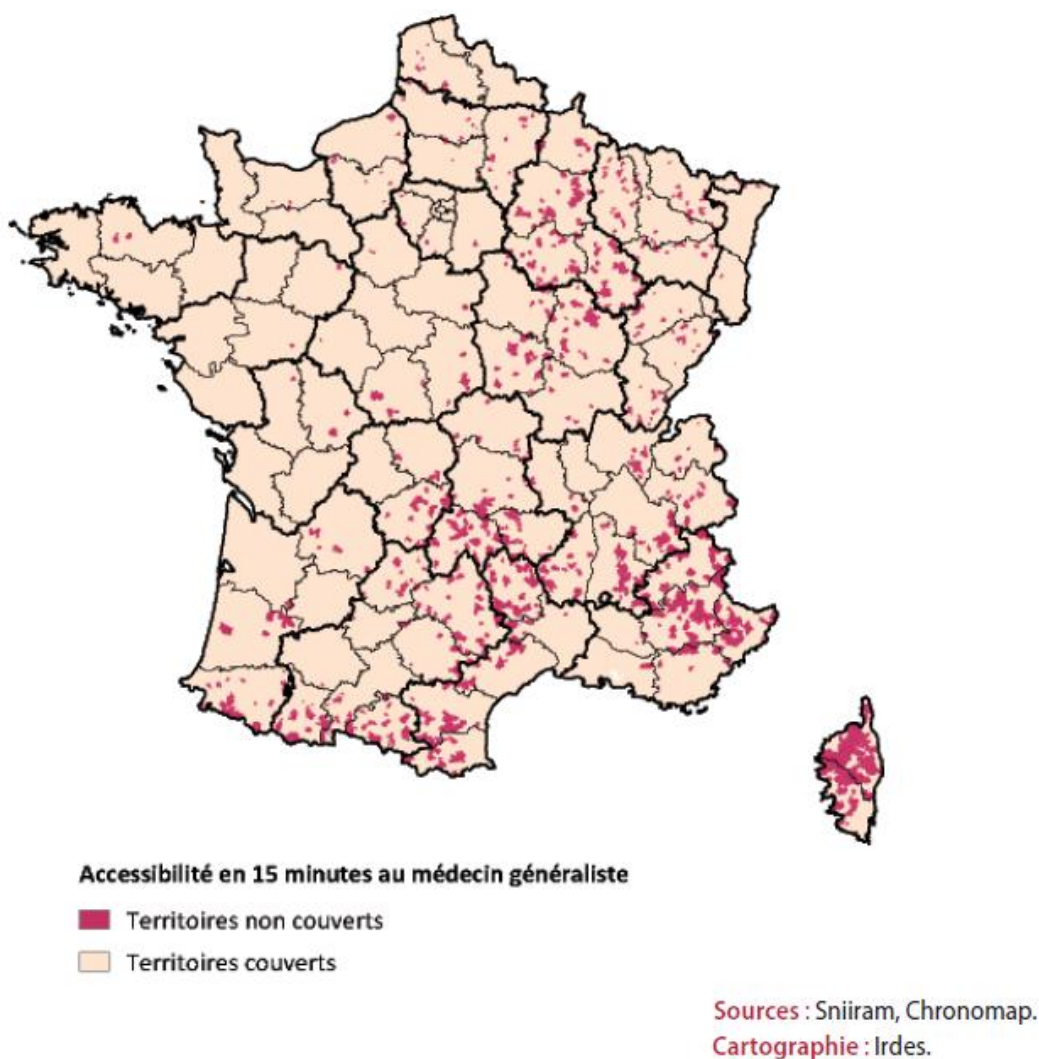 Accessibilité en 15 minutes au médecin généraliste
Territoires non couverts
Territoires couverts
Sources : Sniiram, Chronomap.
Cartographie : Irdes.